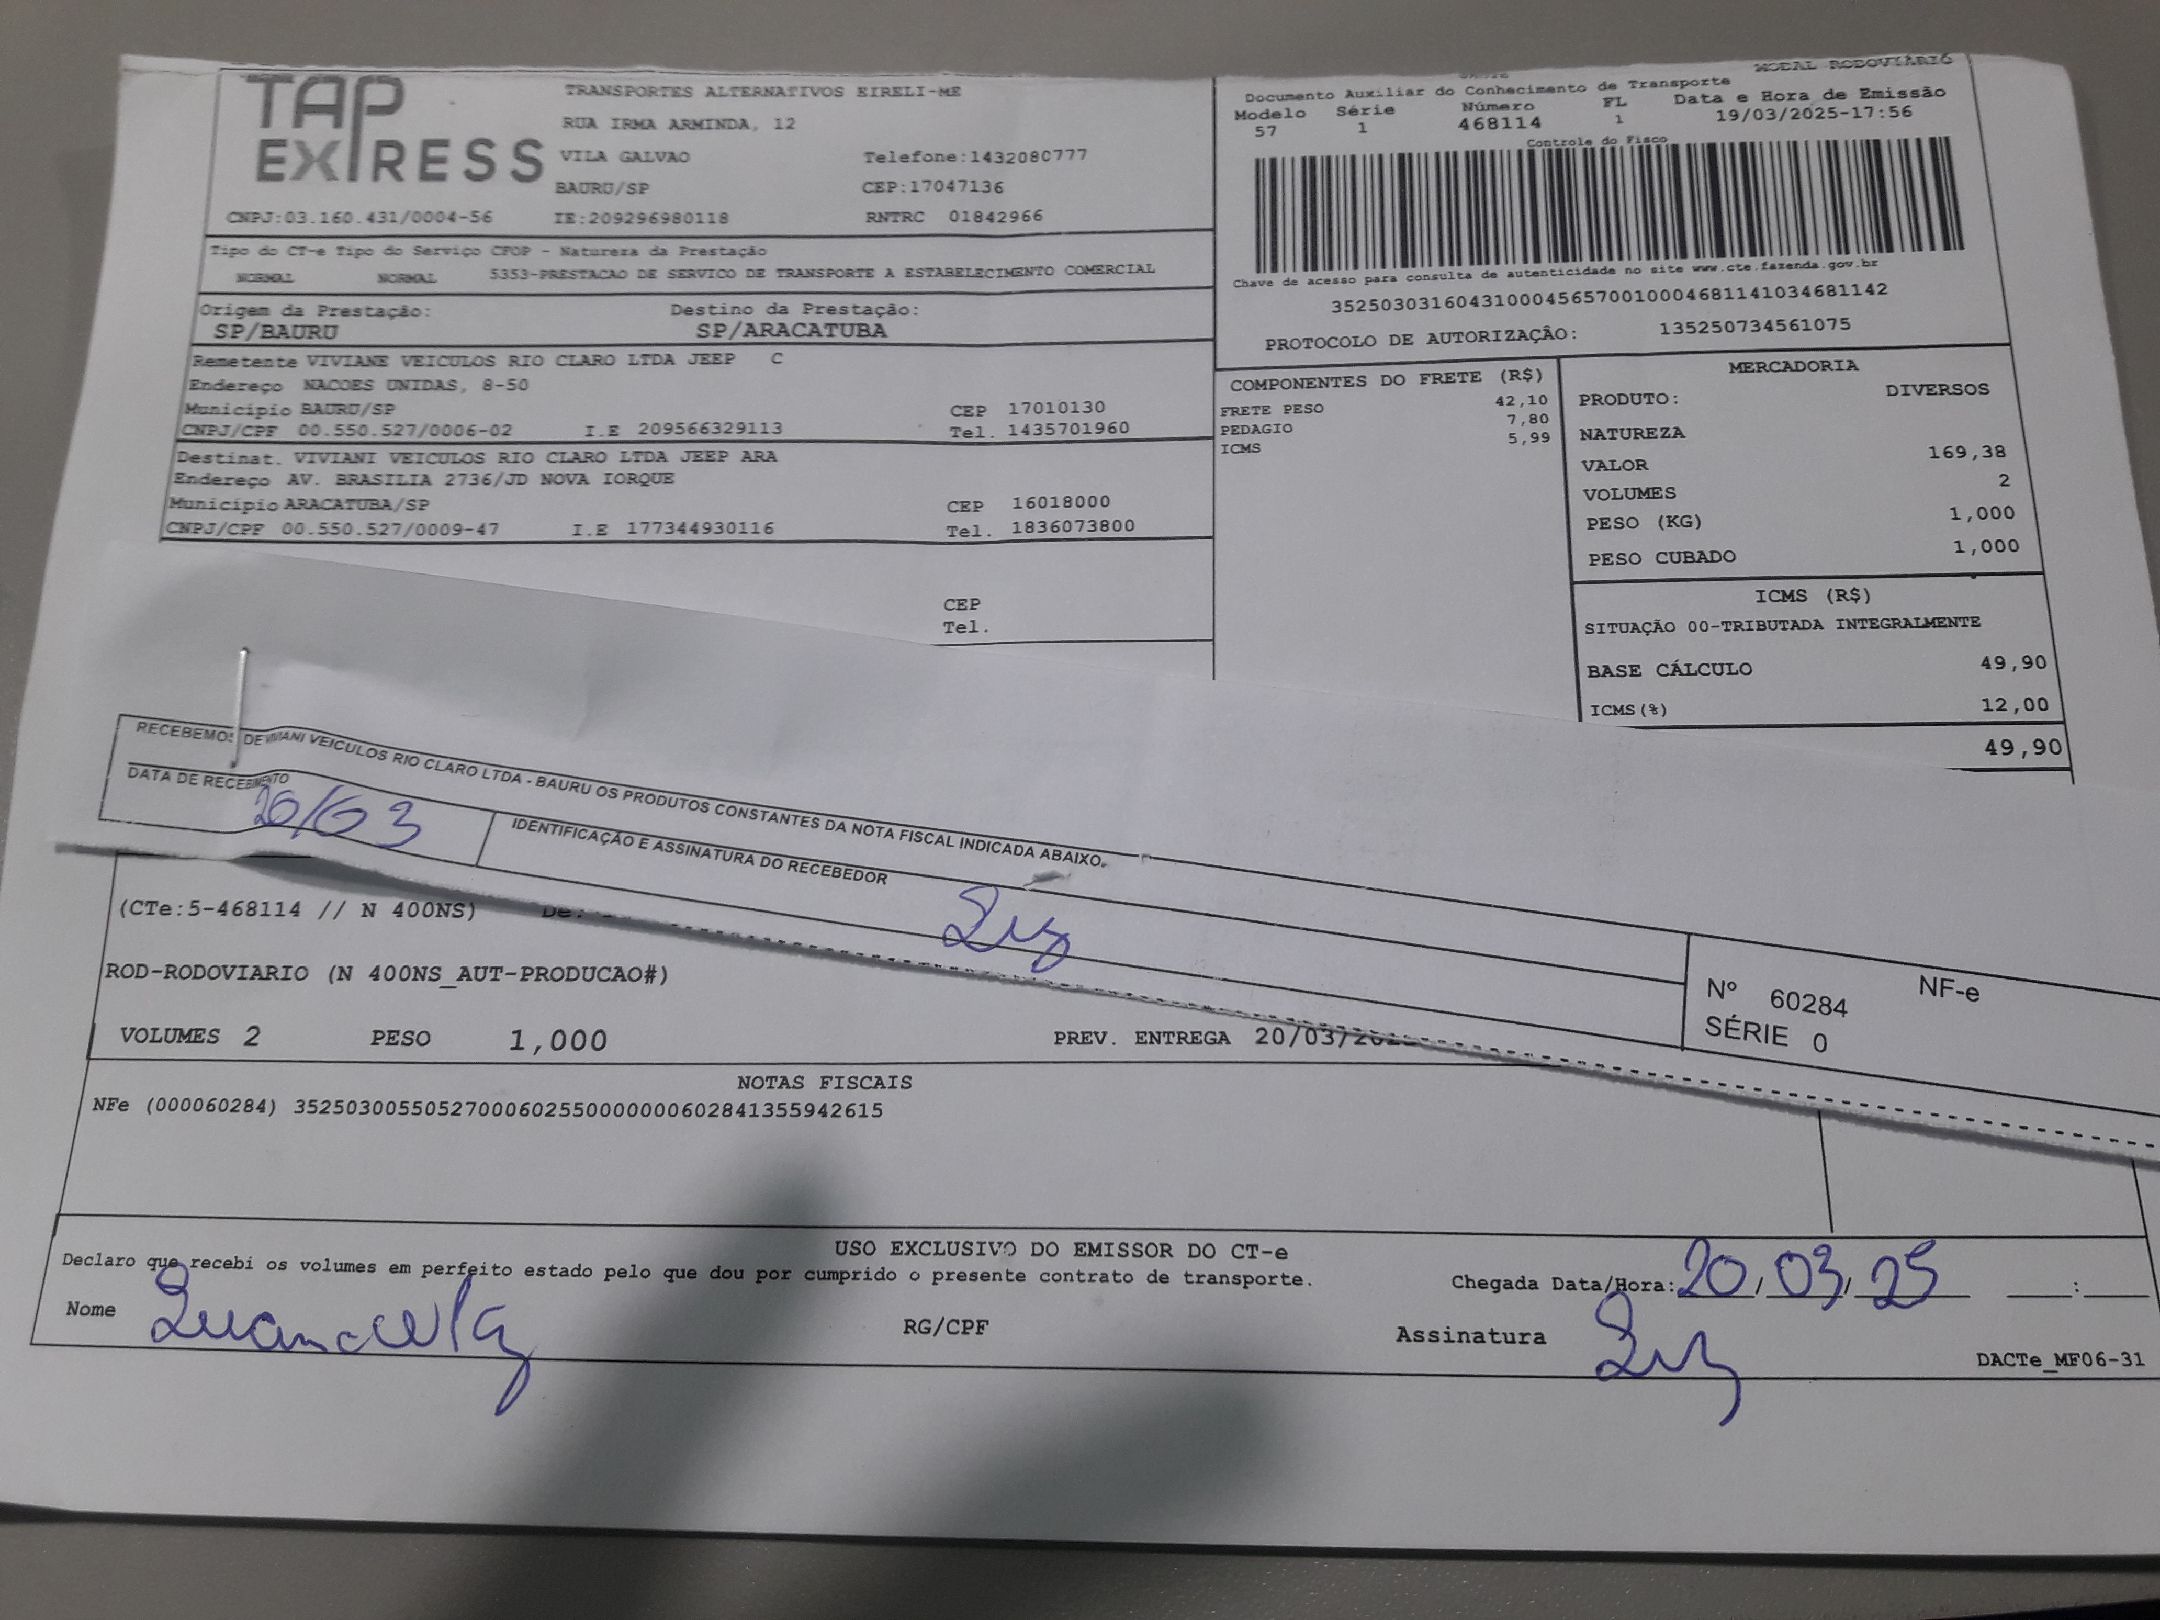 TAP EXPRESS
TRANSPORTES ALTERNATIVOS EIRELI-ME
RUA IRMA ARMINDA, 12
VILA GALVAO Telefone:1432080777
BAURU/SP CEP:17047136
CNPJ:03.160.431/0004-56 IE:209296980118 RNTRC 01842966
Tipo do CT-e Tipo do Serviço CFOP - Natureza da Prestação
NORMAL NORMAL 5353-PRESTACAO DE SERVICO DE TRANSPORTE A ESTABELECIMENTO COMERCIAL
Origem da Prestação: Destino da Prestação:
SP/BAURU SP/ARACATUBA
Remetente VIVIANE VEICULOS RIO CLARO LTDA JEEP C
Endereço NACOES UNIDAS, 8-50
Município BAURU/SP CEP 17010130
CNPJ/CPF 00.550.527/0006-02 I.E 209566329113 Tel. 1435701960
Destinat. VIVIANI VEICULOS RIO CLARO LTDA JEEP ARA
Endereço AV. BRASILIA 2736/JD NOVA IORQUE
Município ARACATUBA/SP CEP 16018000
CNPJ/CPF 00.550.527/0009-47 I.E 177344930116 Tel. 1836073800
CEP
Tel.
MODAL RODOVIÁRIO
Documento Auxiliar do Conhecimento de Transporte
Modelo Série Número FL Data e Hora de Emissão
57 1 468114 1 19/03/2025-17:56
Controle do Fisco
Chave de acesso para consulta de autenticidade no site www.cte.fazenda.gov.br
35250303160431000456570010004681141034681142
PROTOCOLO DE AUTORIZAÇÂO: 135250734561075
COMPONENTES DO FRETE (R$)
FRETE PESO 42,10
PEDAGIO 7,80
ICMS 5,99
MERCADORIA
PRODUTO: DIVERSOS
NATUREZA
VALOR 169,38
VOLUMES 2
PESO (KG) 1,000
PESO CUBADO 1,000
ICMS (R$)
SITUAÇÃO 00-TRIBUTADA INTEGRALMENTE
BASE CÁLCULO 49,90
ICMS(%) 12,00
49,90
RECEBEMOS DE VIVIANI VEICULOS RIO CLARO LTDA - BAURU OS PRODUTOS CONSTANTES DA NOTA FISCAL INDICADA ABAIXO.
DATA DE RECEBIMENTO
20/03
IDENTIFICAÇÃO E ASSINATURA DO RECEBEDOR
NF-e
Nº 60284
SÉRIE 0
(CTe:5-468114 // N 400NS) De:
ROD-RODOVIARIO (N 400NS_AUT-PRODUCAO#)
VOLUMES 2 PESO 1,000 PREV. ENTREGA 20/03/
NOTAS FISCAIS
NFe (000060284) 35250300550527000602550000000602841355942615
USO EXCLUSIVO DO EMISSOR DO CT-e
Declaro que recebi os volumes em perfeito estado pelo que dou por cumprido o presente contrato de transporte.
Chegada Data/Hora: 20/03/25 :
Nome RG/CPF Assinatura
DACTe_MF06-31